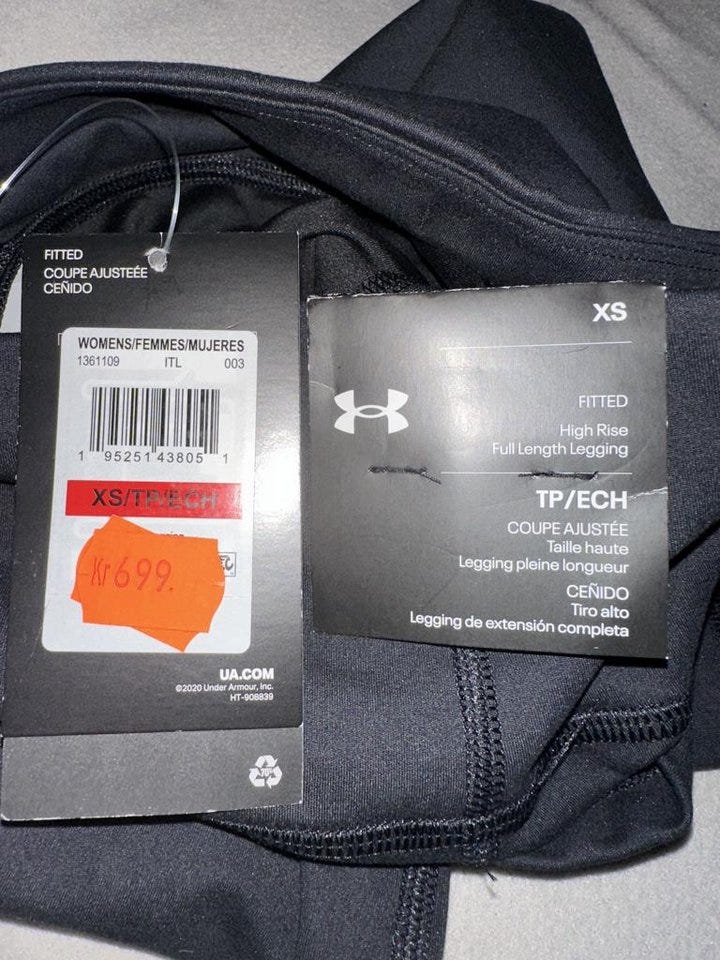 FITTED
COUPE AJUSTEÉE
CEÑIDO
WOMENS/FEMMES/MUJERES
1361109 ITL 003
1 95251 43805 1
XS/TP/ECH
Kr 699.
UA.COM
©2020 Under Armour, Inc.
HT-908839
XS
FITTED
High Rise
Full Length Legging
TP/ECH
COUPE AJUSTÉE
Taille haute
Legging pleine longueur
CEÑIDO
Tiro alto
Legging de extensión completa